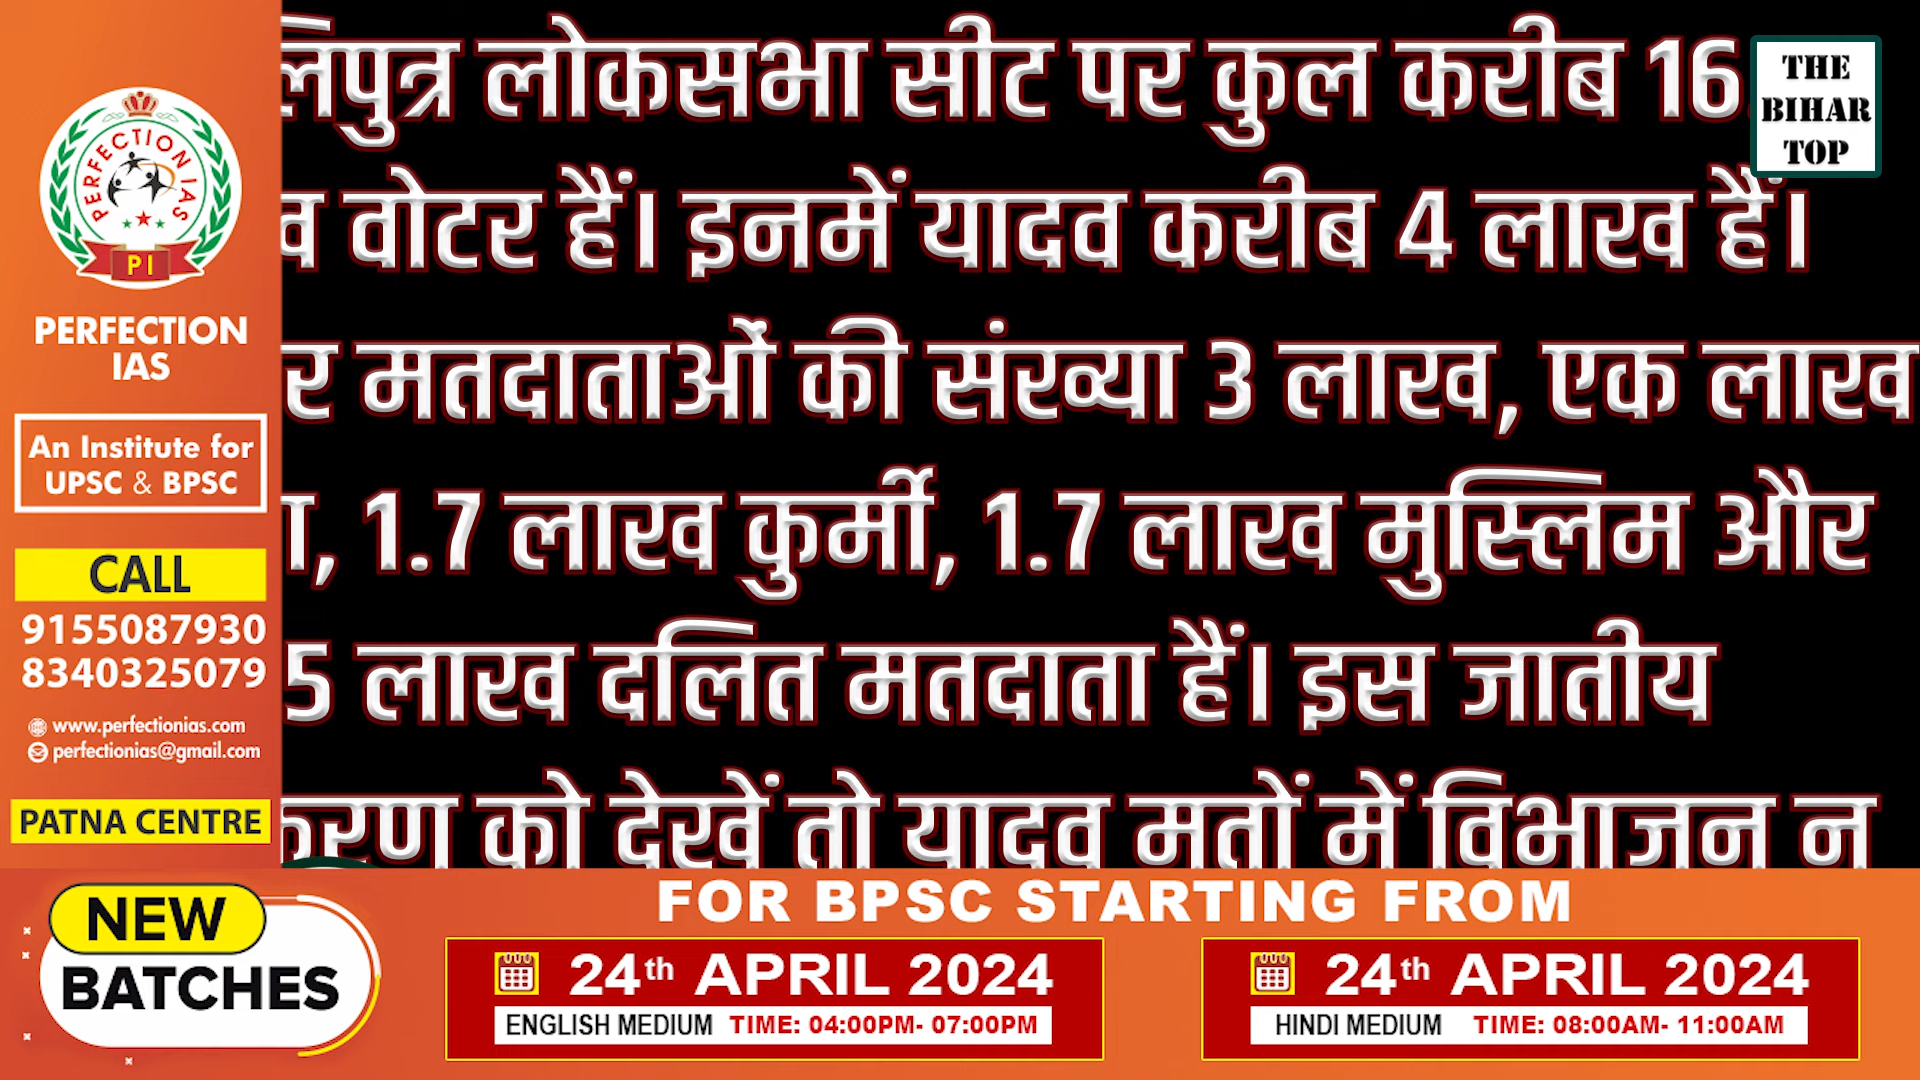 PERFECTION IAS
PI
PERFECTION
IAS
An Institute for
UPSC & BPSC
CALL
9155087930
8340325079
www.perfectionias.com
perfectionias@gmail.com
PATNA CENTRE
लोकसभा सीट पर कुल करीब 16
वोटर हैं। इनमें यादव करीब 4 लाख हैं।
मतदाताओं की संख्या 3 लाख, एक लाख
1.7 लाख कुर्मी, 1.7 लाख मुस्लिम और
5 लाख दलित मतदाता हैं। इस जातीय
को देखें तो यादव मतों में विभाजन न
THE
BIHAR
TOP
NEW
BATCHES
FOR BPSC STARTING FROM
24th APRIL 2024
ENGLISH MEDIUM TIME: 04:00PM- 07:00PM
24th APRIL 2024
HINDI MEDIUM TIME: 08:00AM- 11:00AM